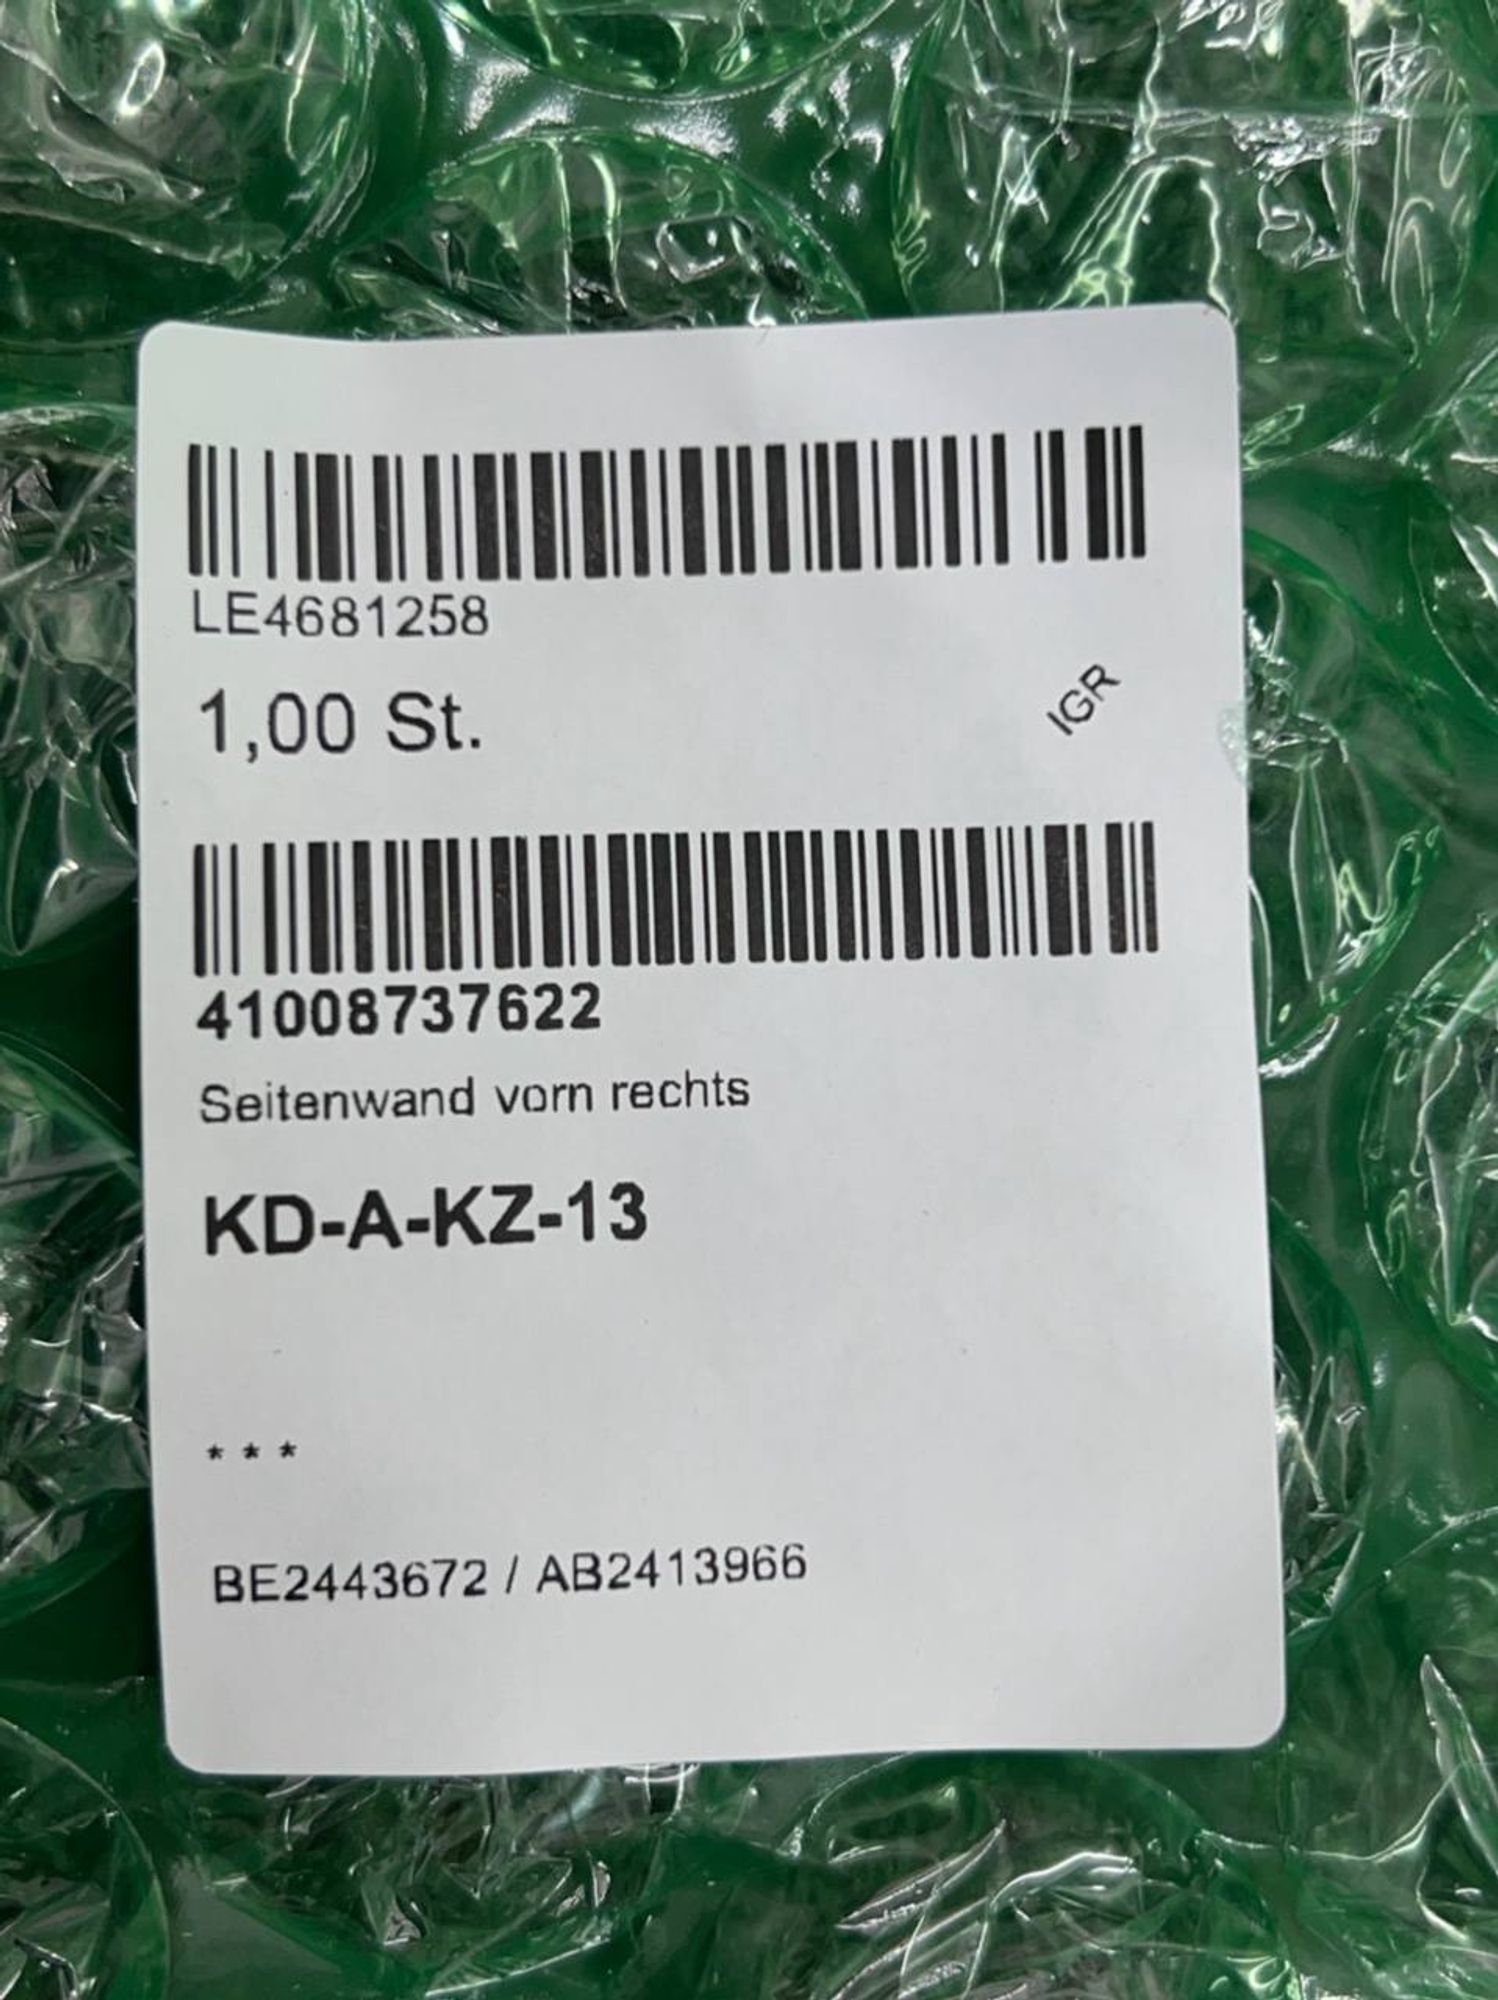 LE4681258
1,00 St.
IGR
41008737622
Seitenwand vorn rechts
KD-A-KZ-13
* * *
BE2443672 / AB2413966